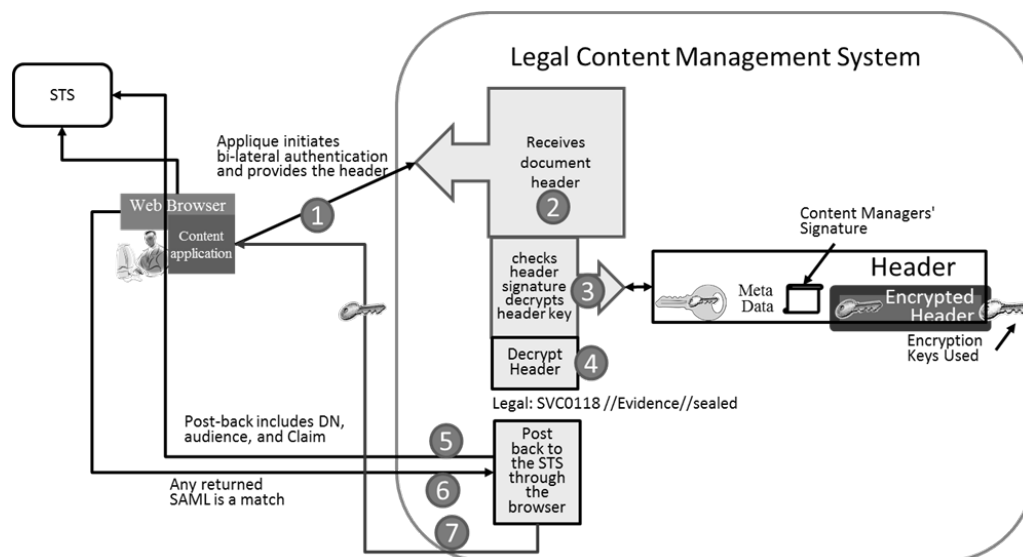 Legal Content Management System
STS
Applique initiates
bi-lateral authentication
and provides the header
1
Web Browser
Content
application
Receives
document
header
2
checks
header
signature
decrypts
header key
3
Content Managers'
Signature
Header
Meta
Data
Encrypted
Header
Encryption
Keys Used
Decrypt
Header
4
Legal: SVC0118 //Evidence//sealed
Post-back includes DN,
audience, and Claim
5
Post
back to
the STS
through
the
browser
Any returned
SAML is a match
6
7